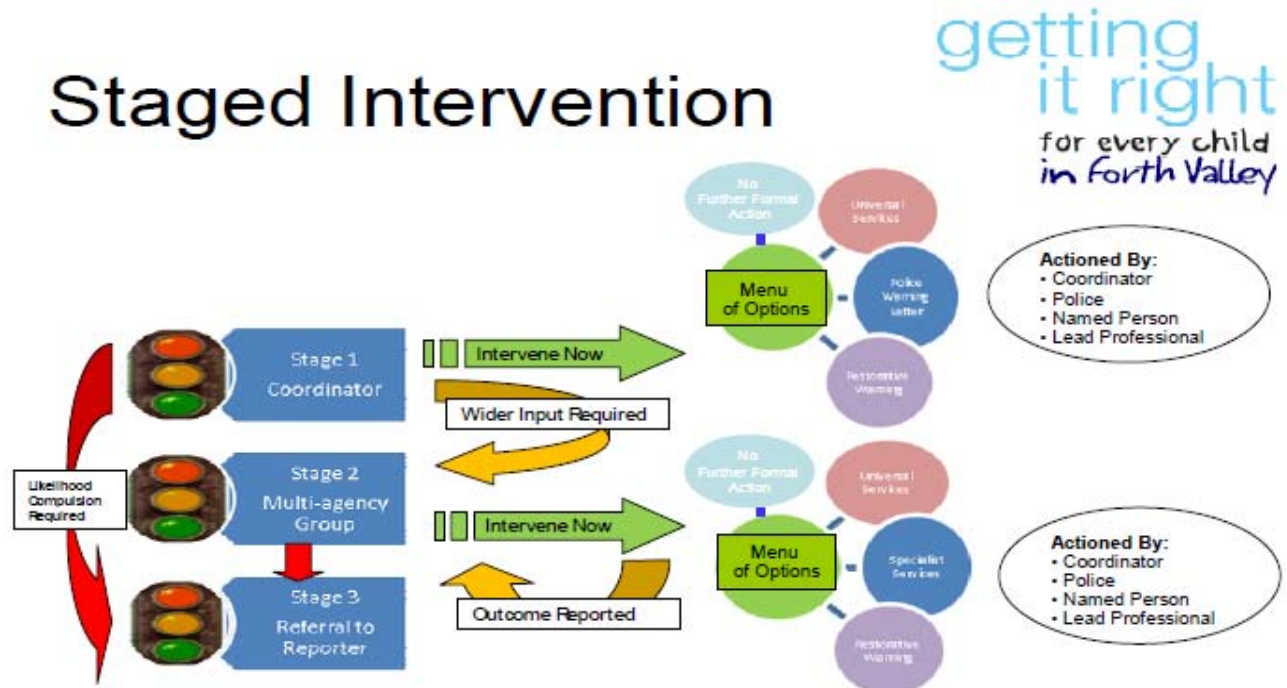 Staged Intervention
getting
it right
for every child
in Forth Valley
No
Further Formal
Action
Universal
Services
Menu
of Options
Police
Warning
Letter
Restorative
Warning
Actioned By:
• Coordinator
• Police
• Named Person
• Lead Professional
Stage 1
Coordinator
Intervene Now
Wider Input Required
Likelihood
Compulsion
Required
Stage 2
Multi-agency
Group
Intervene Now
Stage 3
Referral to
Reporter
Outcome Reported
No
Further Formal
Action
Universal
Services
Menu
of Options
Specialist
Services
Restorative
Warning
Actioned By:
• Coordinator
• Police
• Named Person
• Lead Professional